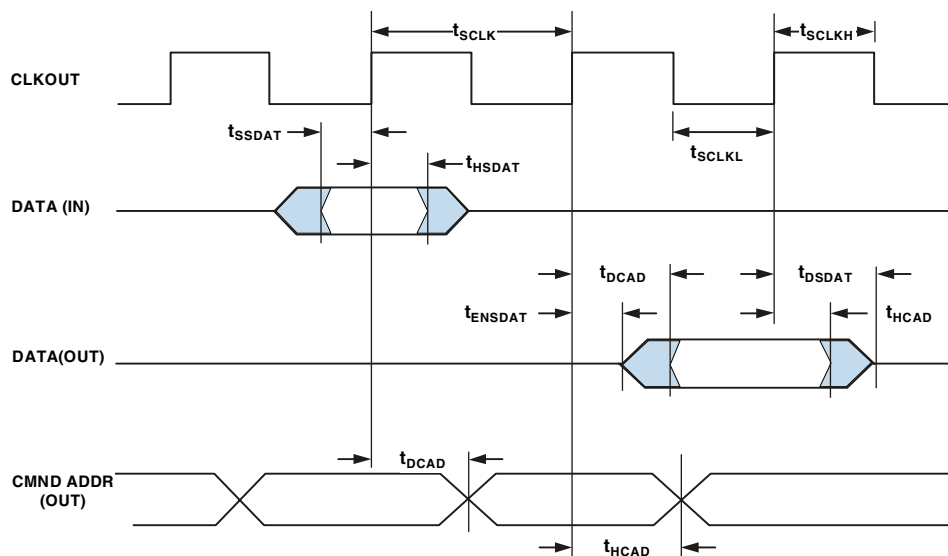 tSCLK
tSCLKH
CLKOUT
tSSDAT
tSCLKL
tHSDAT
DATA (IN)
tDCAD
tDSDAT
tENSDAT
tHCAD
DATA(OUT)
tDCAD
CMND ADDR
(OUT)
tHCAD